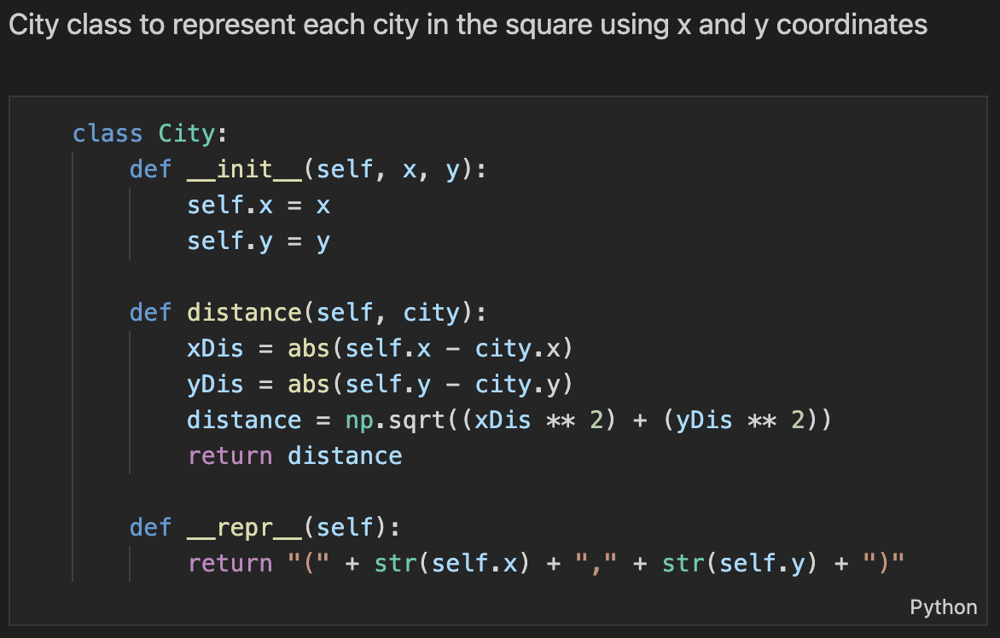 City class to represent each city in the square using x and y coordinates
class City:
    def __init__(self, x, y):
        self.x = x
        self.y = y
    def distance(self, city):
        xDis = abs(self.x - city.x)
        yDis = abs(self.y - city.y)
        distance = np.sqrt((xDis ** 2) + (yDis ** 2))
        return distance
    def __repr__(self):
        return "(" + str(self.x) + "," + str(self.y) + ")"
Python